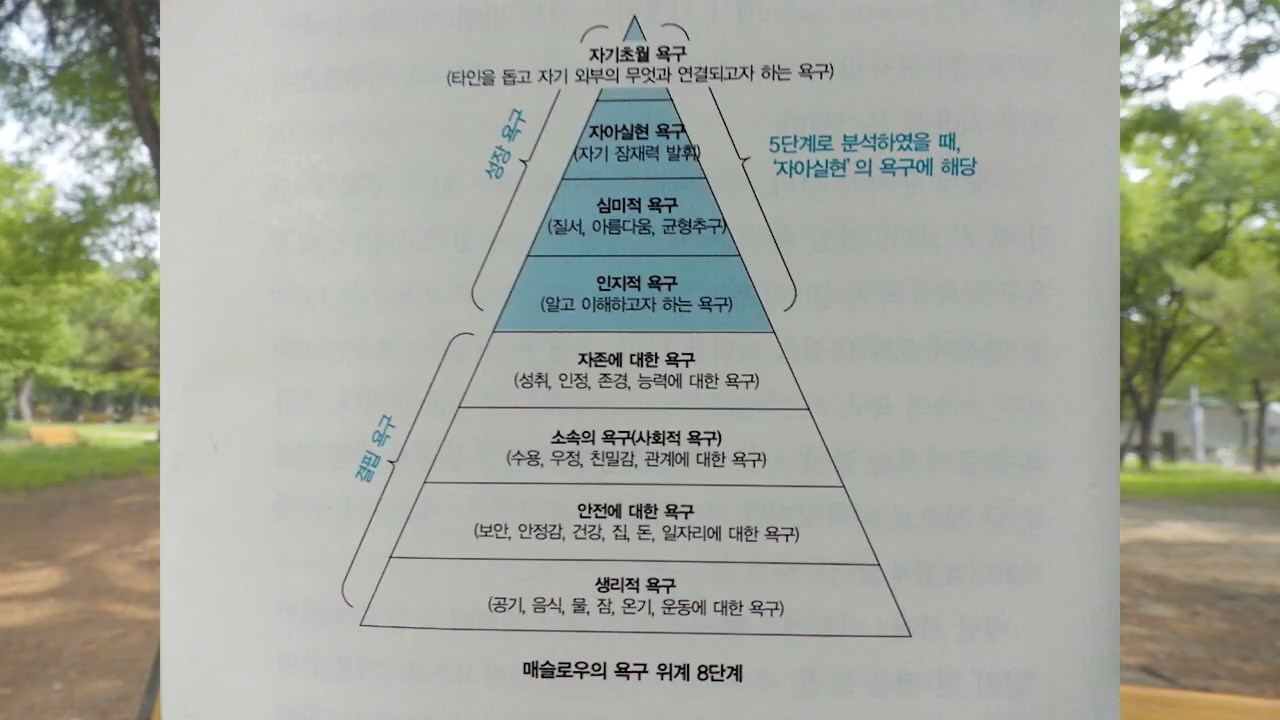 자기초월 욕구
(타인을 돕고 자기 외부의 무엇과 연결되고자 하는 욕구)
성장 욕구
자아실현 욕구
(자기 잠재력 발휘)
5단계로 분석하였을 때,
'자아실현'의 욕구에 해당
심미적 욕구
(질서, 아름다움, 균형추구)
인지적 욕구
(알고 이해하고자 하는 욕구)
결핍 욕구
자존에 대한 욕구
(성취, 인정, 존경, 능력에 대한 욕구)
소속의 욕구(사회적 욕구)
(수용, 우정, 친밀감, 관계에 대한 욕구)
안전에 대한 욕구
(보안, 안정감, 건강, 집, 돈, 일자리에 대한 욕구)
생리적 욕구
(공기, 음식, 물, 잠, 온기, 운동에 대한 욕구)
매슬로우의 욕구 위계 8단계